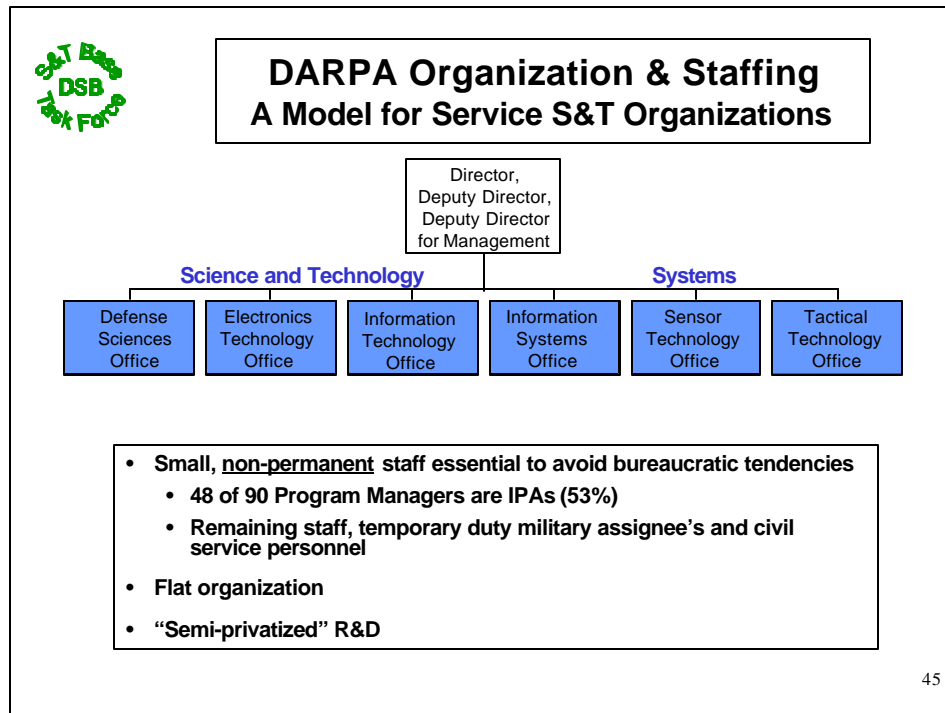 S&T Base
DSB
Task Force
DARPA Organization & Staffing
A Model for Service S&T Organizations
Director,
Deputy Director,
Deputy Director
for Management
Science and Technology
Systems
Defense
Sciences
Office
Electronics
Technology
Office
Information
Technology
Office
Information
Systems
Office
Sensor
Technology
Office
Tactical
Technology
Office
• Small, non-permanent staff essential to avoid bureaucratic tendencies
• 48 of 90 Program Managers are IPAs (53%)
• Remaining staff, temporary duty military assignee's and civil
service personnel
• Flat organization
• “Semi-privatized” R&D
45